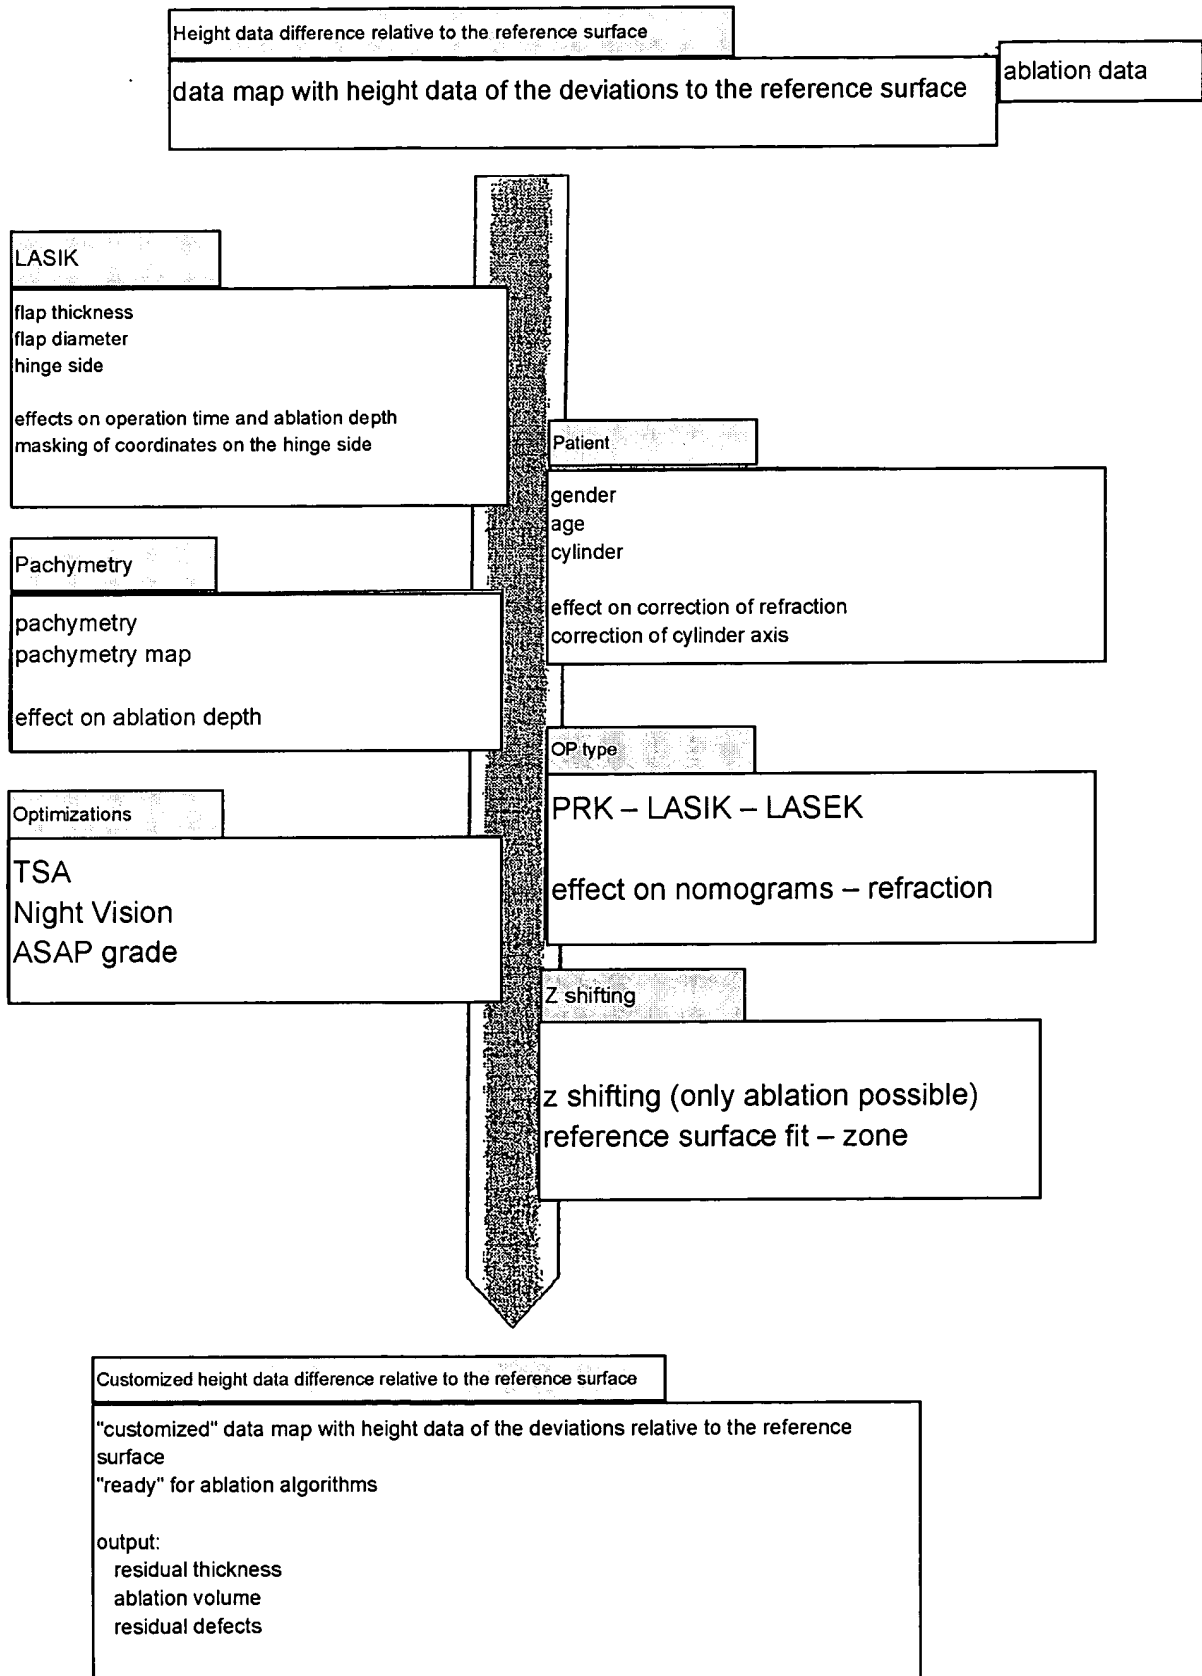 Height data difference relative to the reference surface
data map with height data of the deviations to the reference surface
ablation data
LASIK
flap thickness
flap diameter
hinge side
effects on operation time and ablation depth
masking of coordinates on the hinge side
Patient
gender
age
cylinder
effect on correction of refraction
correction of cylinder axis
Pachymetry
pachymetry
pachymetry map
effect on ablation depth
OP type
PRK – LASIK – LASEK
effect on nomograms – refraction
Optimizations
TSA
Night Vision
ASAP grade
Z shifting
z shifting (only ablation possible)
reference surface fit – zone
Customized height data difference relative to the reference surface
"customized" data map with height data of the deviations relative to the reference
surface
"ready" for ablation algorithms
output:
residual thickness
ablation volume
residual defects